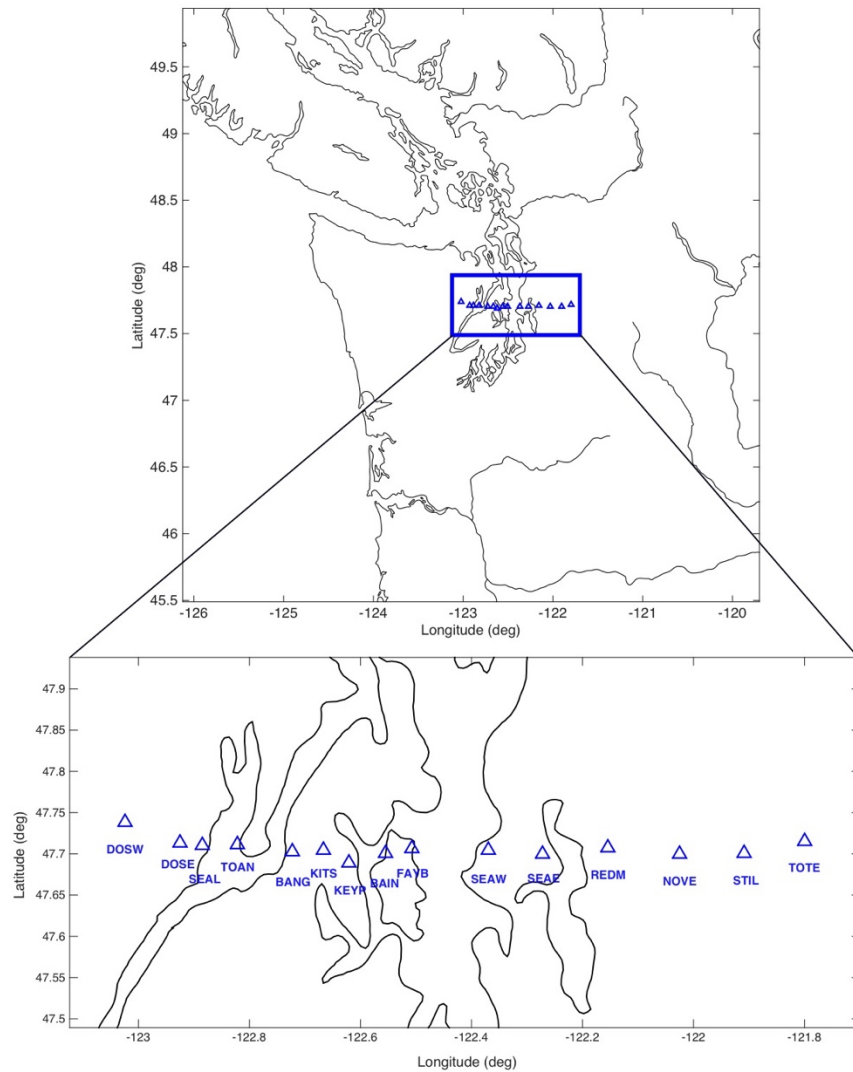 49.5
49
48.5
48
47.5
47
46.5
46
45.5
Latitude (deg)
-126 -125 -124 -123 -122 -121 -120
Longitude (deg)
47.9
47.85
47.8
47.75
47.7
47.65
47.6
47.55
47.5
Latitude (deg)
DOSW
DOSE
SEAL
TOAN
BANG
KITS
KEYP
BAIN
FAYB
SEAW
SEAE
REDM
NOVE
STIL
TOTE
-123 -122.8 -122.6 -122.4 -122.2 -122 -121.8
Longitude (deg)